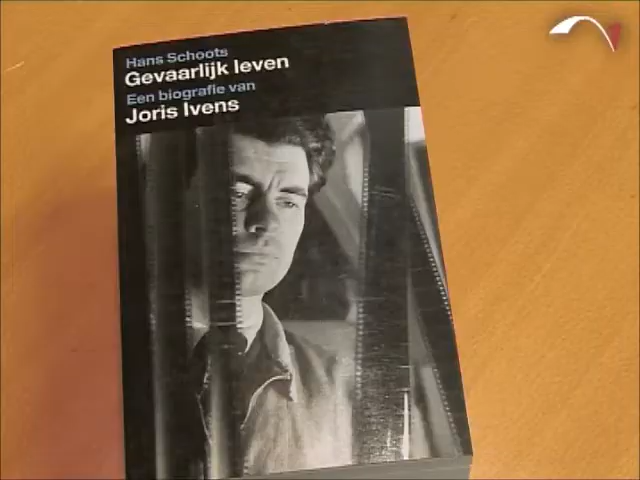 Hans Schoots
Gevaarlijk leven
Een biografie van
Joris Ivens